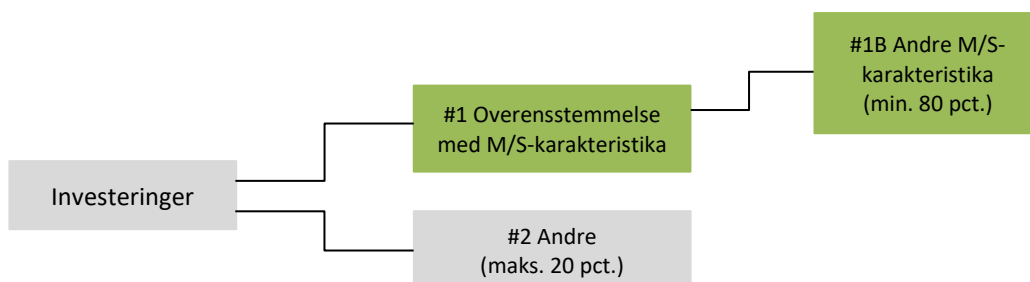 Investeringer
#1 Overensstemmelse
med M/S-karakteristika
#1B Andre M/S-
karakteristika
(min. 80 pct.)
#2 Andre
(maks. 20 pct.)